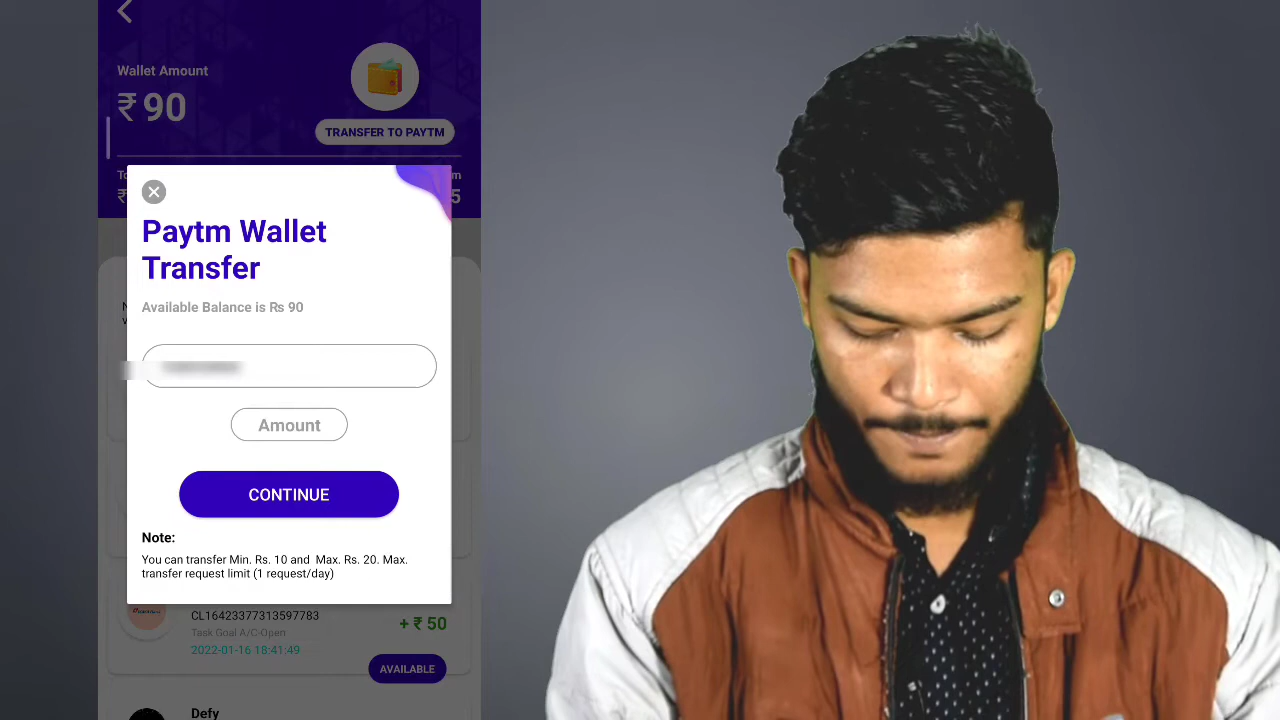 Wallet Amount
₹ 90
TRANSFER TO PAYTM
Paytm Wallet
Transfer
Available Balance is Rs 90
Amount
CONTINUE
Note:
You can transfer Min. Rs. 10 and Max. Rs. 20. Max.
transfer request limit (1 request/day)
CL16423377313597783
Task Goal A/C-Open
+ ₹ 50
2022-01-16 18:41:49
AVAILABLE
Defy